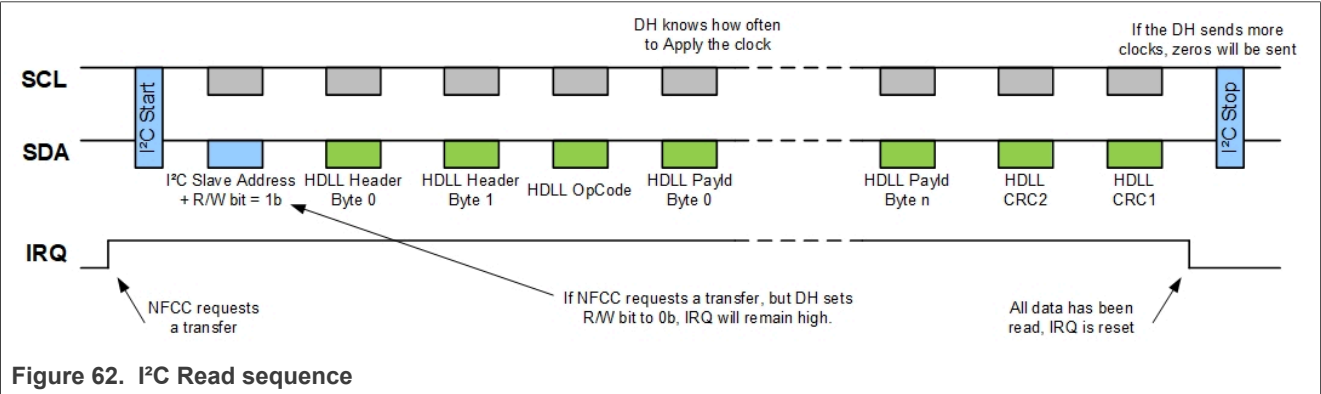 DH knows how often
to Apply the clock
If the DH sends more
clocks, zeros will be sent
SCL
I²C Start
I²C Stop
SDA
I²C Slave Address
+ R/W bit = 1b
HDLL Header
Byte 0
HDLL Header
Byte 1
HDLL OpCode
HDLL Payld
Byte 0
HDLL Payld
Byte n
HDLL
CRC2
HDLL
CRC1
IRQ
NFCC requests
a transfer
If NFCC requests a transfer, but DH sets
R/W bit to 0b, IRQ will remain high.
All data has been
read, IRQ is reset
Figure 62. I²C Read sequence